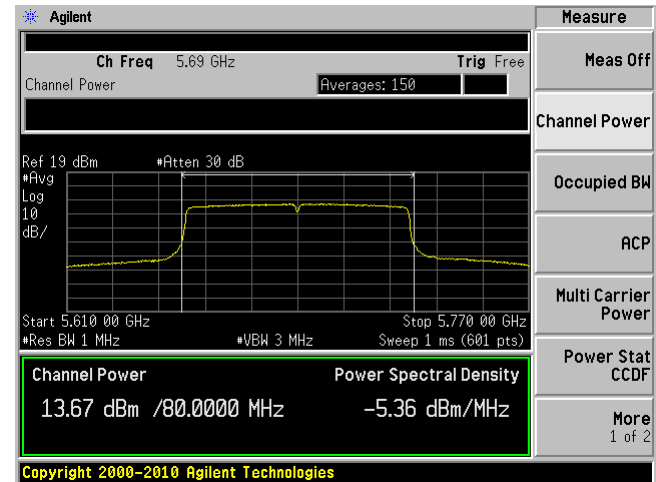 Agilent
Measure
Ch Freq 5.69 GHz Trig Free
Channel Power Averages: 150
Ref 19 dBm #Atten 30 dB
#Avg
Log
10
dB/
Start 5.610 00 GHz Stop 5.770 00 GHz
#Res BW 1 MHz #VBW 3 MHz Sweep 1 ms (601 pts)
Channel Power Power Spectral Density
13.67 dBm /80.0000 MHz -5.36 dBm/MHz
Meas Off
Channel Power
Occupied BW
ACP
Multi Carrier
Power
Power Stat
CCDF
More
1 of 2
Copyright 2000-2010 Agilent Technologies